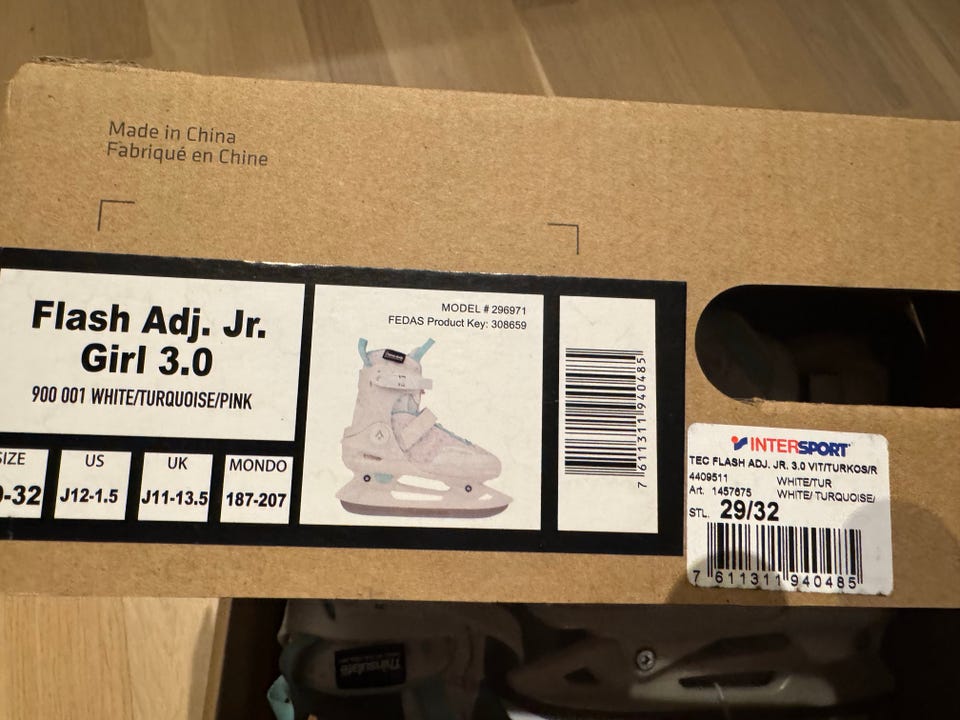 Made in China
Fabriqué en Chine
Flash Adj. Jr.
Girl 3.0
900 001 WHITE/TURQUOISE/PINK
SIZE
US
UK
MONDO
-32
J12-1.5
J11-13.5
187-207
MODEL # 296971
FEDAS Product Key: 308659
7 611311 940485
INTERSPORT
TEC FLASH ADJ. JR. 3.0 VIT/TURKOS/R
4409511 WHITE/TUR
Art. 1457675 WHITE/ TURQUOISE/
STL. 29/32
7 611311 940485
Thinsulate